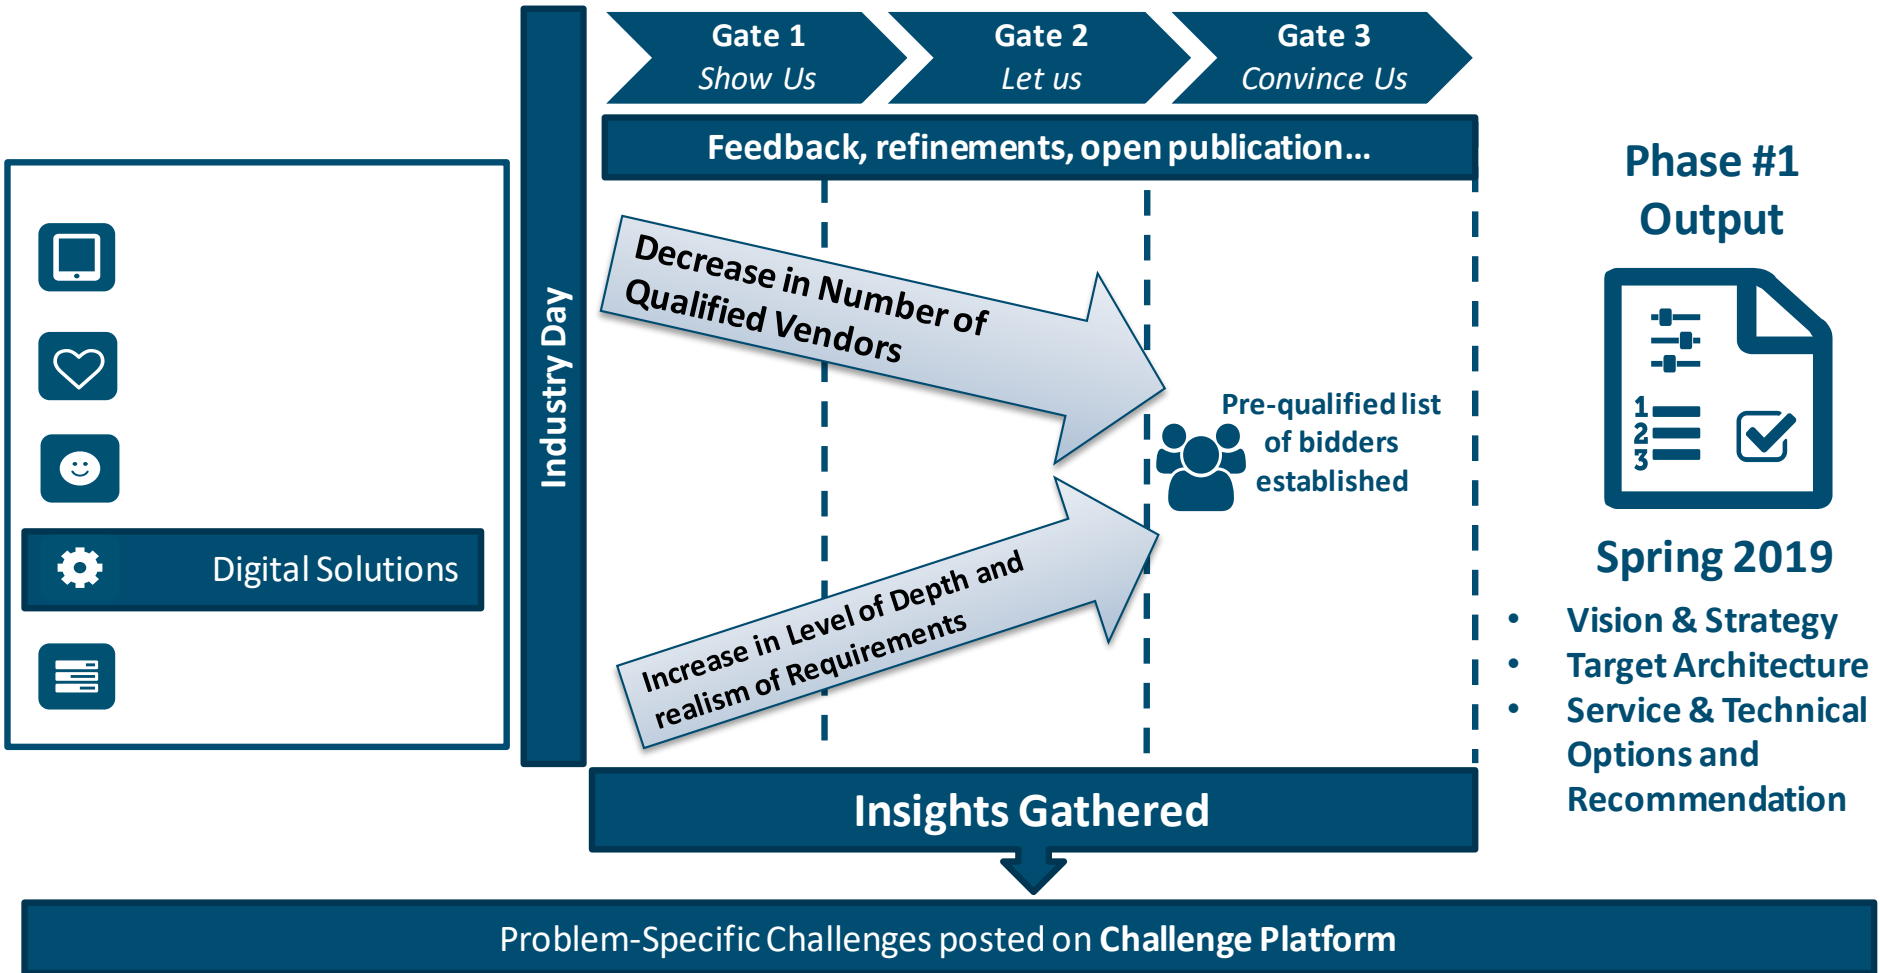 Gate 1
Show Us
Gate 2
Let us
Gate 3
Convince Us
Feedback, refinements, open publication...
Industry Day
Digital Solutions
Decrease in Number of
Qualified Vendors
Increase in Level of Depth and
realism of Requirements
Pre-qualified list
of bidders
established
Insights Gathered
Phase #1
Output
1
2
3
Spring 2019
• Vision & Strategy
• Target Architecture
• Service & Technical
Options and
Recommendation
Problem-Specific Challenges posted on Challenge Platform